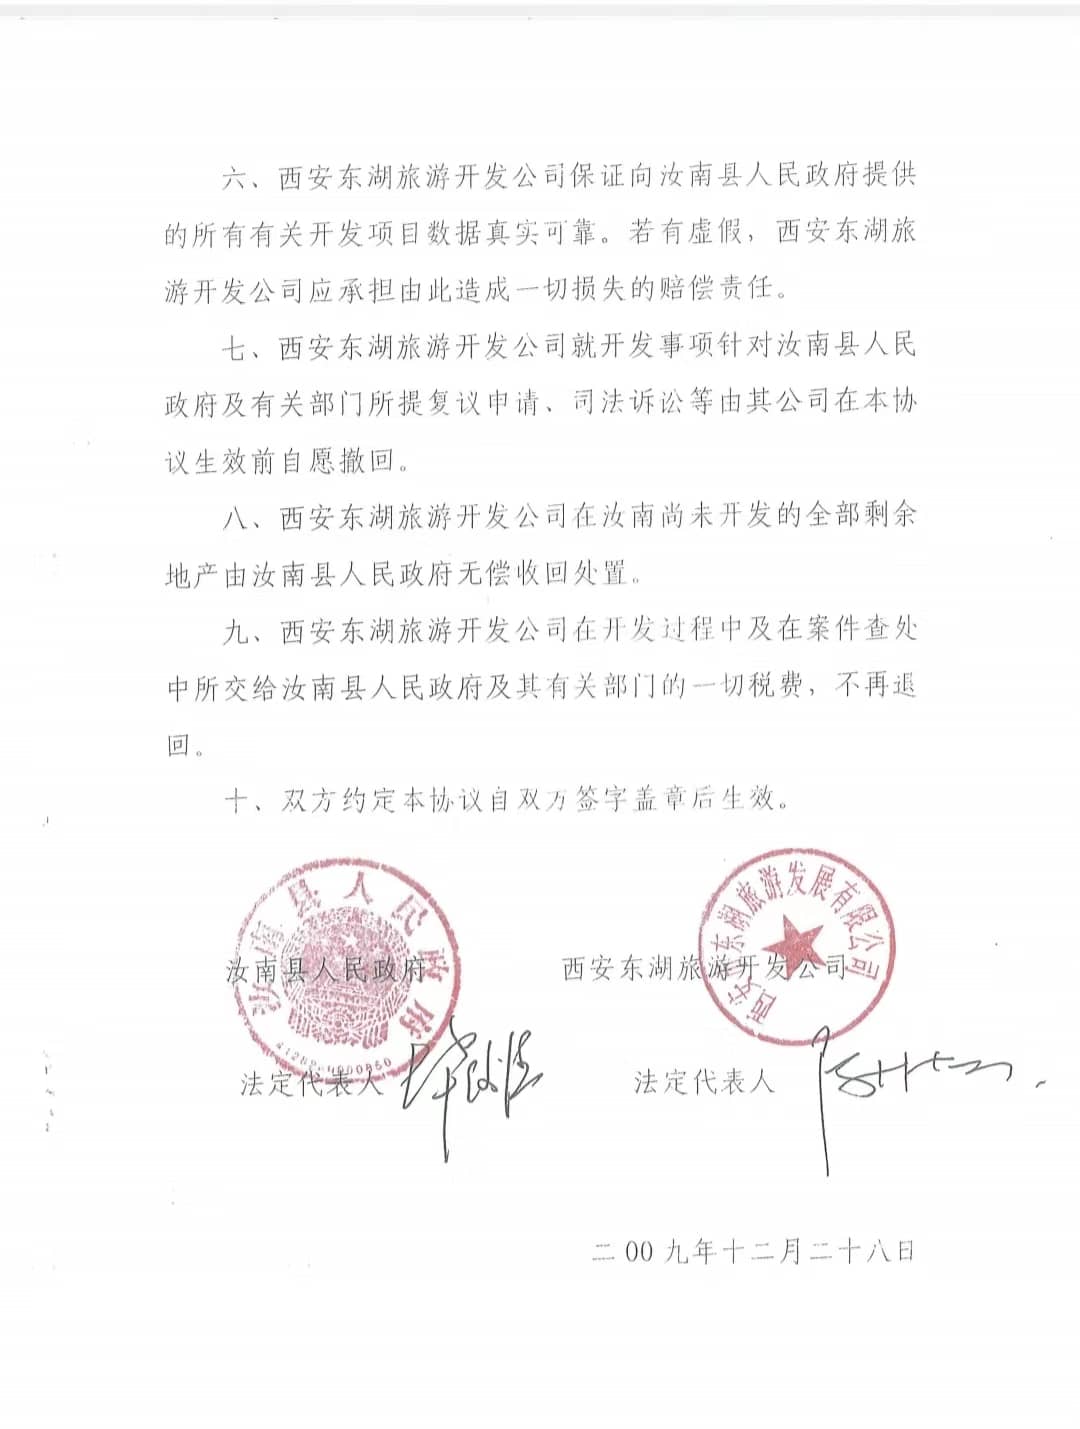 六、西安东湖旅游开发公司保证向汝南县人民政府提供
的所有有关开发项目数据真实可靠。若有虚假，西安东湖旅
游开发公司应承担由此造成一切损失的赔偿责任。
七、西安东湖旅游开发公司就开发事项针对汝南县人民
政府及有关部门所提复议申请、司法诉讼等由其公司在本协
议生效前自愿撤回。
八、西安东湖旅游开发公司在汝南尚未开发的全部剩余
地产由汝南县人民政府无偿收回处置。
九、西安东湖旅游开发公司在开发过程中及在案件查处
中所交给汝南县人民政府及其有关部门的一切税费，不再退
回。
十、双方约定本协议自双方签字盖章后生效。
汝南县人民政府
西安东湖旅游发展有限公司
汝南县人民政府 西安东湖旅游开发公司
法定代表人 法定代表人
二00九年十二月二十八日